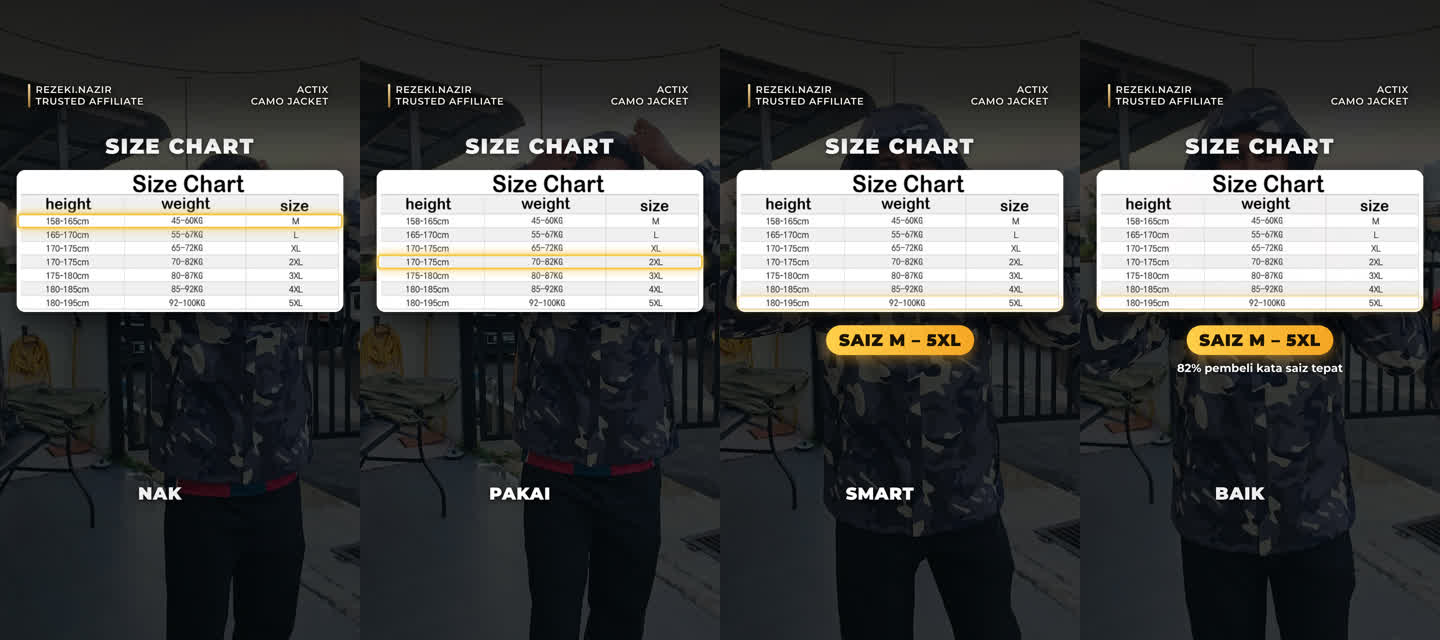 REZEKI.NAZIR
TRUSTED AFFILIATE
ACTIX
CAMO JACKET
SIZE CHART
Size Chart
height weight size
158-165cm 45-60KG M
165-170cm 55-67KG L
170-175cm 65-72KG XL
170-175cm 70-82KG 2XL
175-180cm 80-87KG 3XL
180-185cm 85-92KG 4XL
180-195cm 92-100KG 5XL
NAK
REZEKI.NAZIR
TRUSTED AFFILIATE
ACTIX
CAMO JACKET
SIZE CHART
Size Chart
height weight size
158-165cm 45-60KG M
165-170cm 55-67KG L
170-175cm 65-72KG XL
170-175cm 70-82KG 2XL
175-180cm 80-87KG 3XL
180-185cm 85-92KG 4XL
180-195cm 92-100KG 5XL
PAKAI
REZEKI.NAZIR
TRUSTED AFFILIATE
ACTIX
CAMO JACKET
SIZE CHART
Size Chart
height weight size
158-165cm 45-60KG M
165-170cm 55-67KG L
170-175cm 65-72KG XL
170-175cm 70-82KG 2XL
175-180cm 80-87KG 3XL
180-185cm 85-92KG 4XL
180-195cm 92-100KG 5XL
SAIZ M – 5XL
SMART
REZEKI.NAZIR
TRUSTED AFFILIATE
ACTIX
CAMO JACKET
SIZE CHART
Size Chart
height weight size
158-165cm 45-60KG M
165-170cm 55-67KG L
170-175cm 65-72KG XL
170-175cm 70-82KG 2XL
175-180cm 80-87KG 3XL
180-185cm 85-92KG 4XL
180-195cm 92-100KG 5XL
SAIZ M – 5XL
82% pembeli kata saiz tepat
BAIK